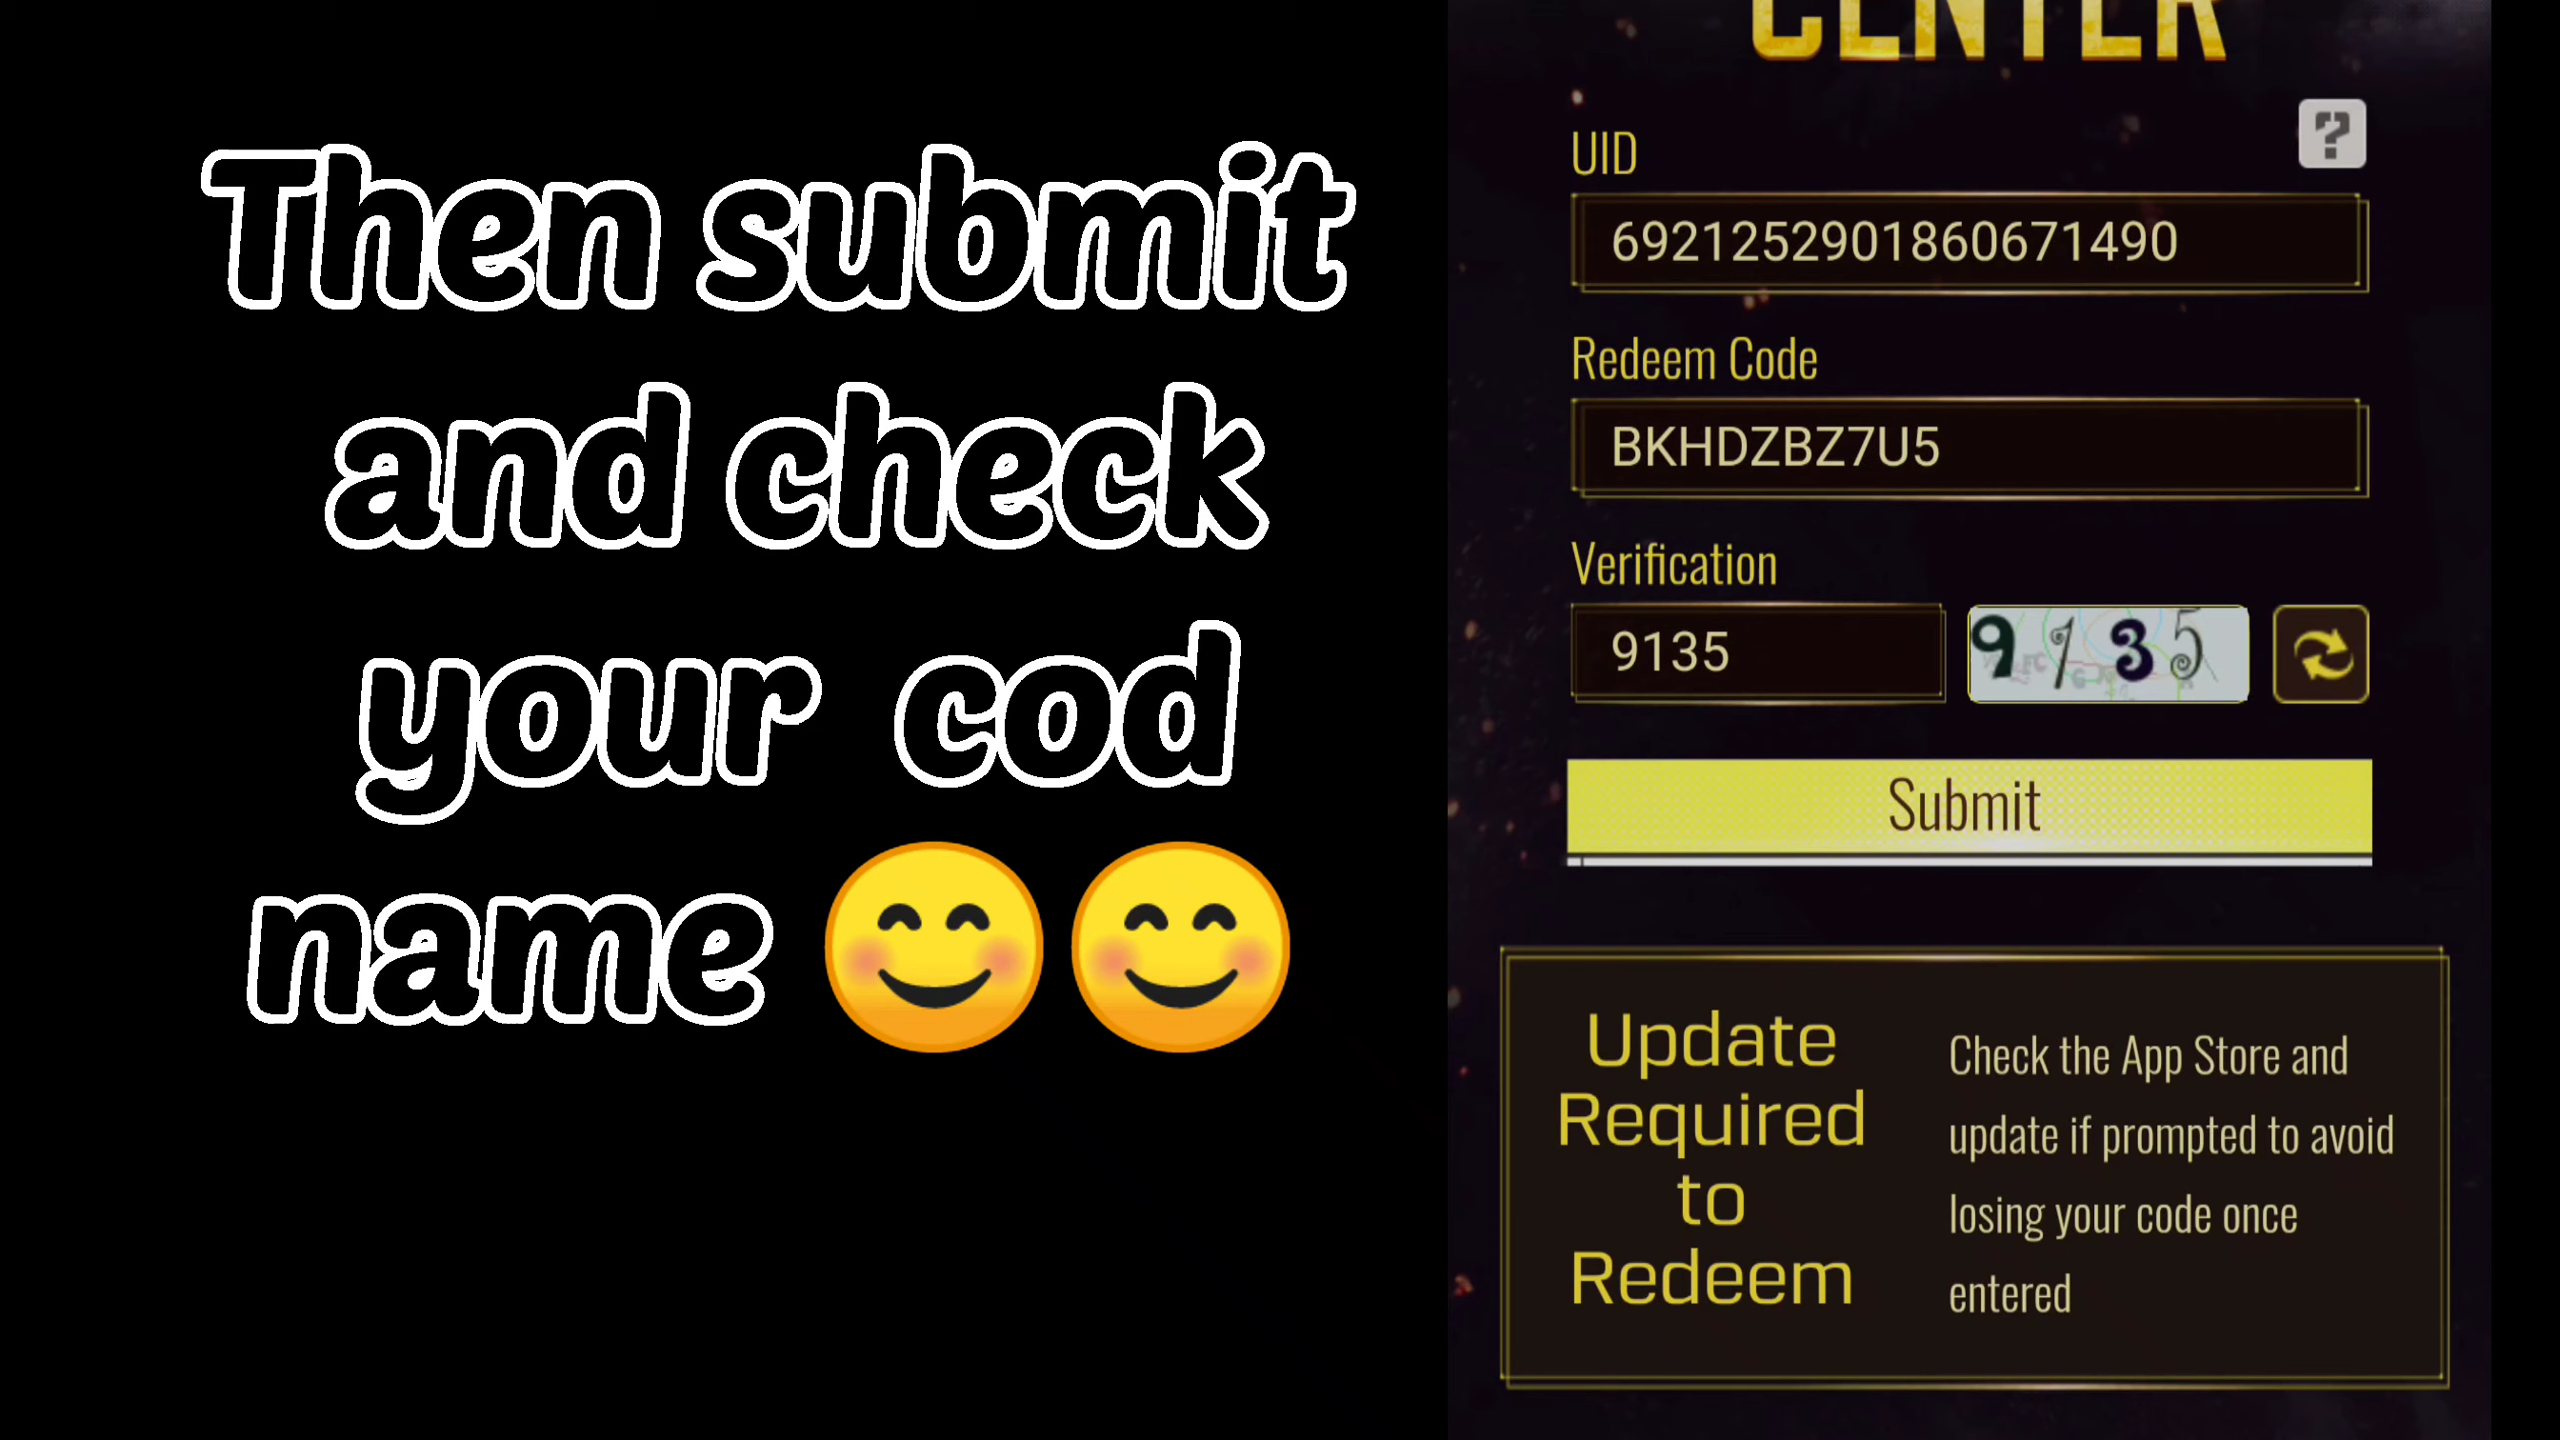 Then submit
and check
your cod
name 😊😊
CENTER
UID
?
6921252901860671490
Redeem Code
BKHDZBZ7U5
Verification
9135
9135
Submit
Update
Required
to
Redeem
Check the App Store and
update if prompted to avoid
losing your code once
entered